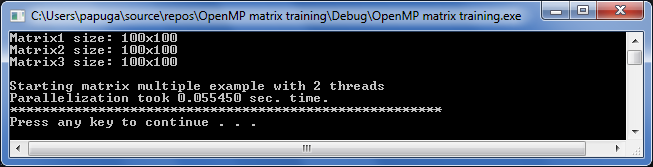 C:\Users\papuga\source\repos\OpenMP matrix training\Debug\OpenMP matrix training.exe
Matrix1 size: 100x100
Matrix2 size: 100x100
Matrix3 size: 100x100
Starting matrix multiple example with 2 threads
Parallelization took 0.055450 sec. time.
******************************************************
Press any key to continue . . .